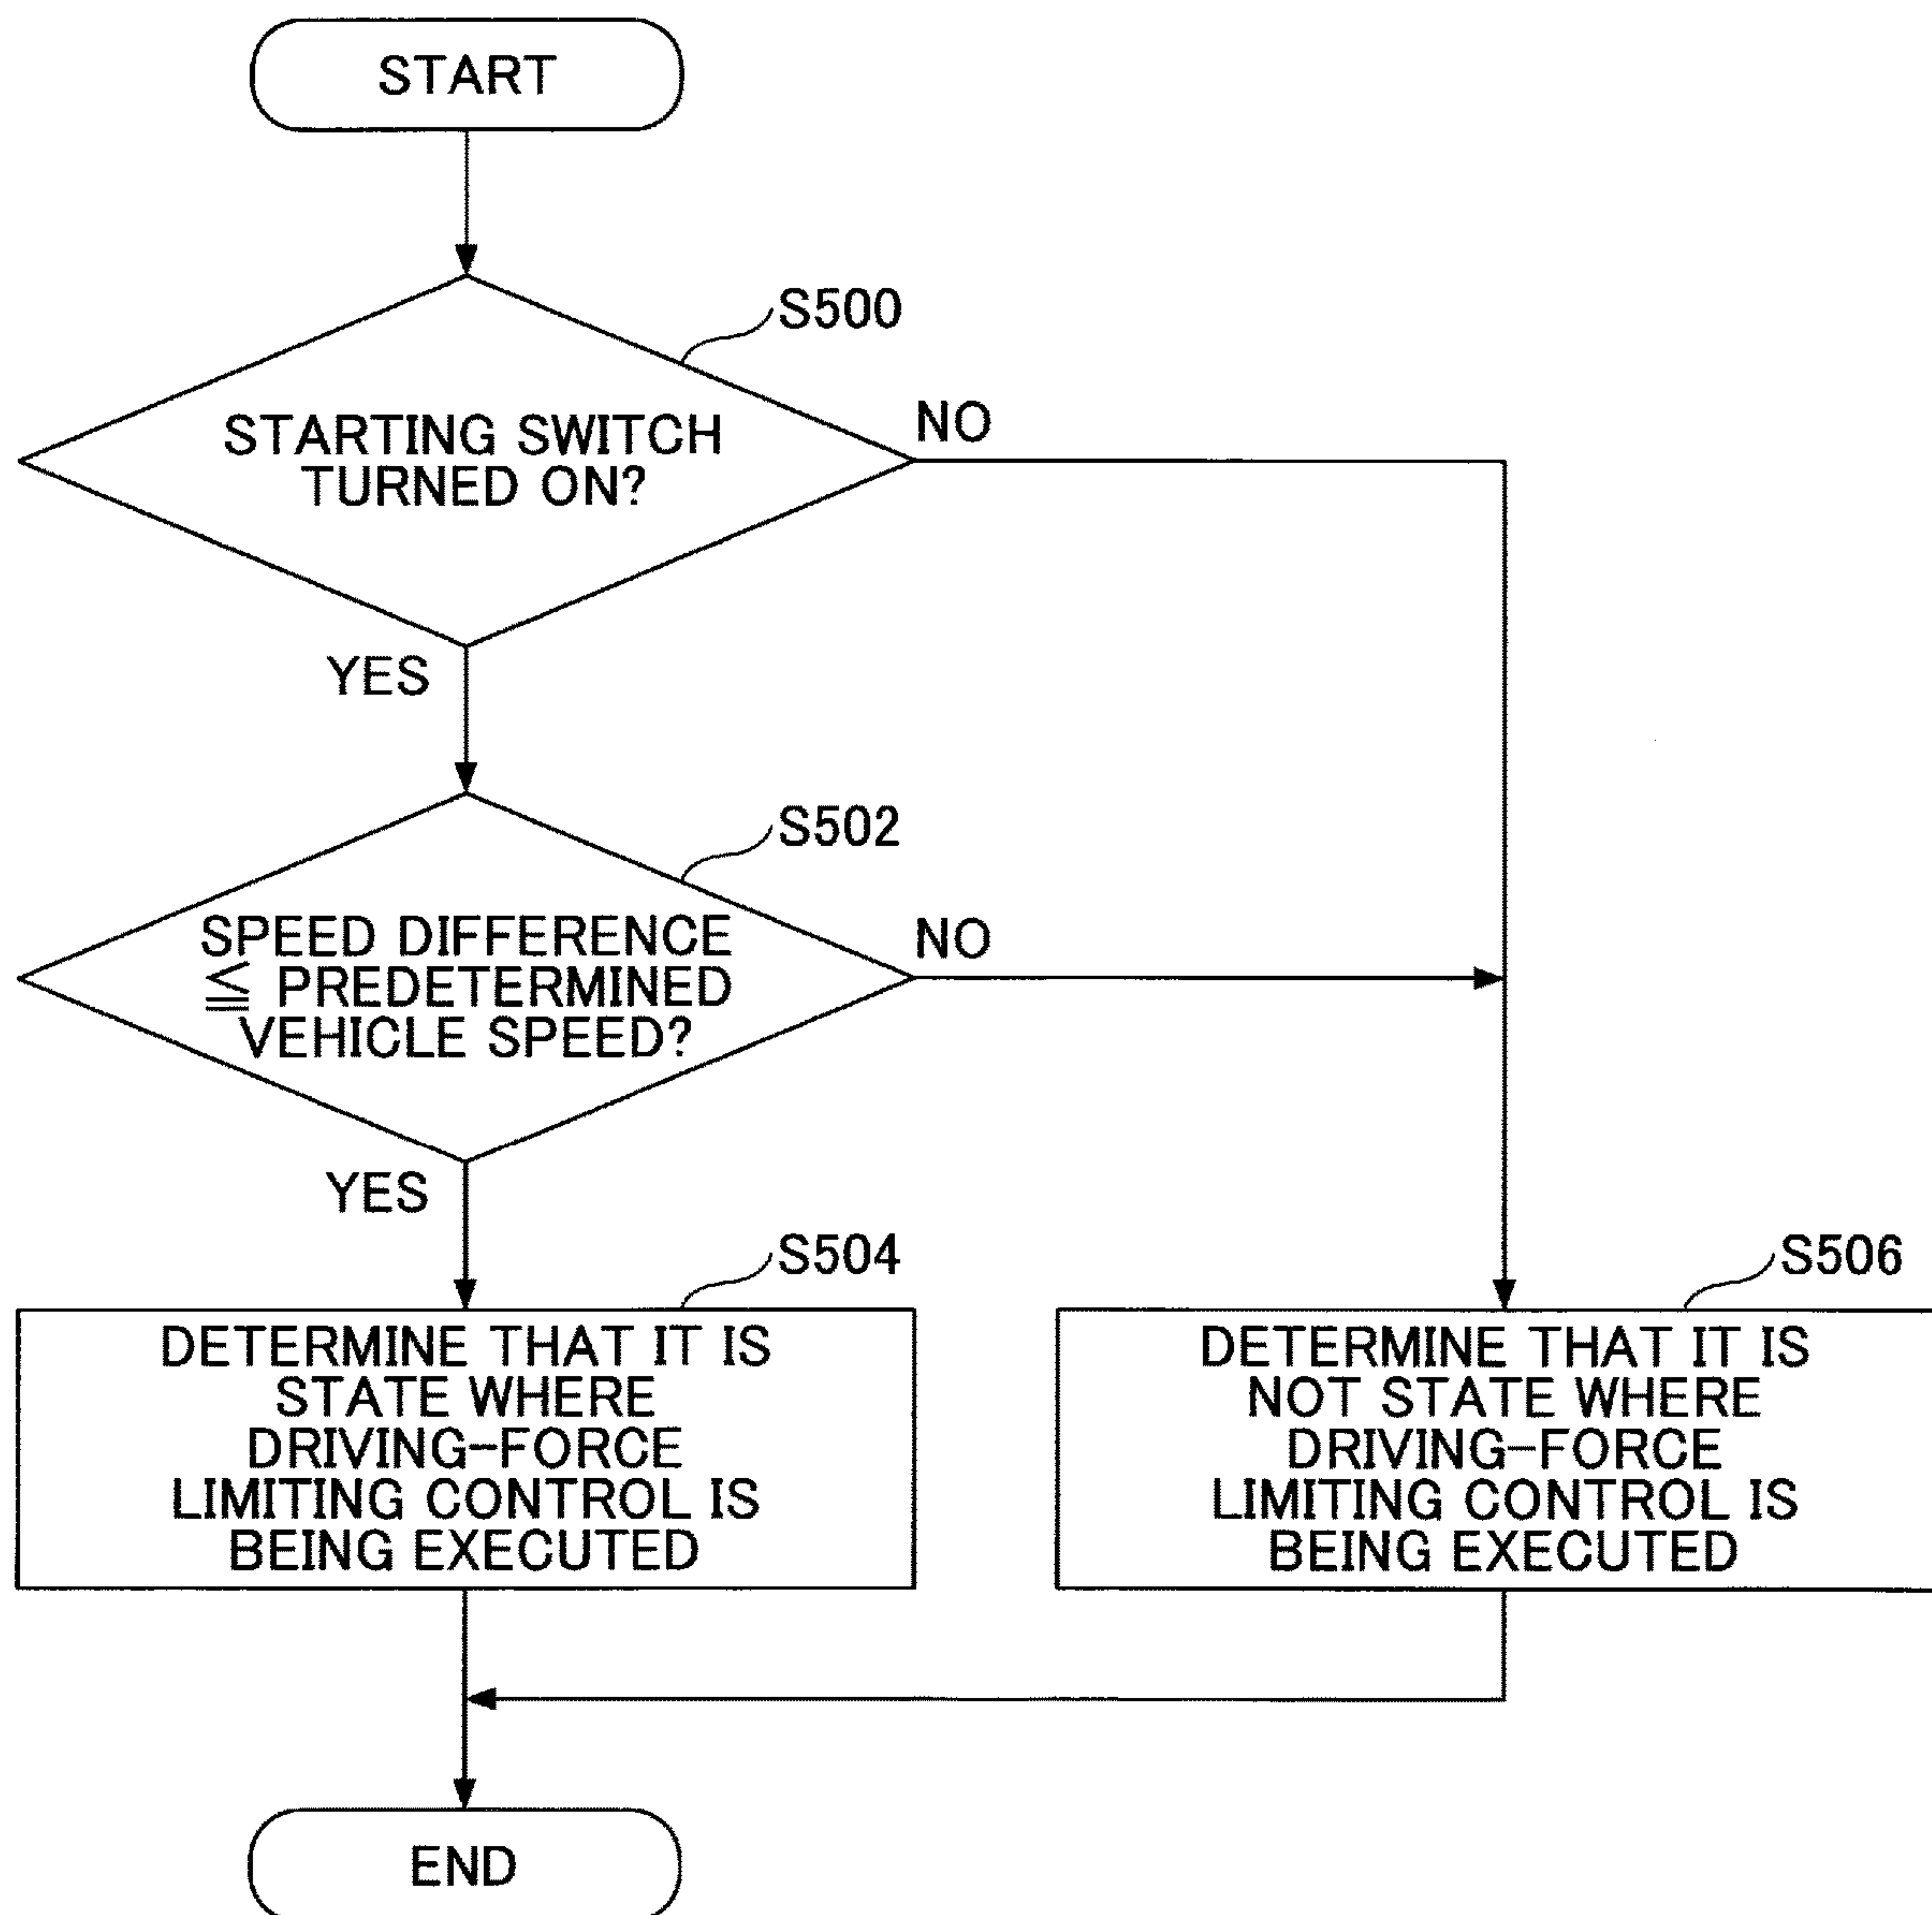 START
S500
STARTING SWITCH
TURNED ON?
NO
YES
S502
SPEED DIFFERENCE
≦ PREDETERMINED
VEHICLE SPEED?
NO
YES
S504
DETERMINE THAT IT IS
STATE WHERE
DRIVING-FORCE
LIMITING CONTROL IS
BEING EXECUTED
S506
DETERMINE THAT IT IS
NOT STATE WHERE
DRIVING-FORCE
LIMITING CONTROL IS
BEING EXECUTED
END